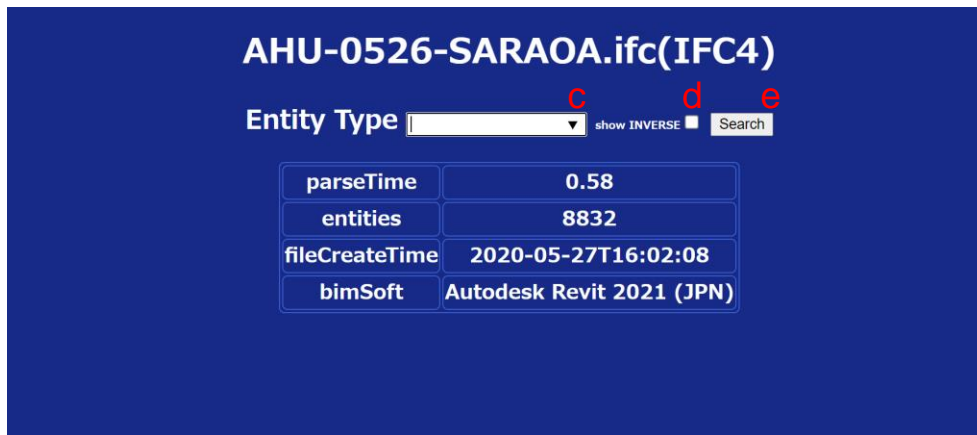 AHU-0526-SARAOA.ifc(IFC4)
c d e
Entity Type ▼ show INVERSE Search
parseTime 0.58
entities 8832
fileCreateTime 2020-05-27T16:02:08
bimSoft Autodesk Revit 2021 (JPN)